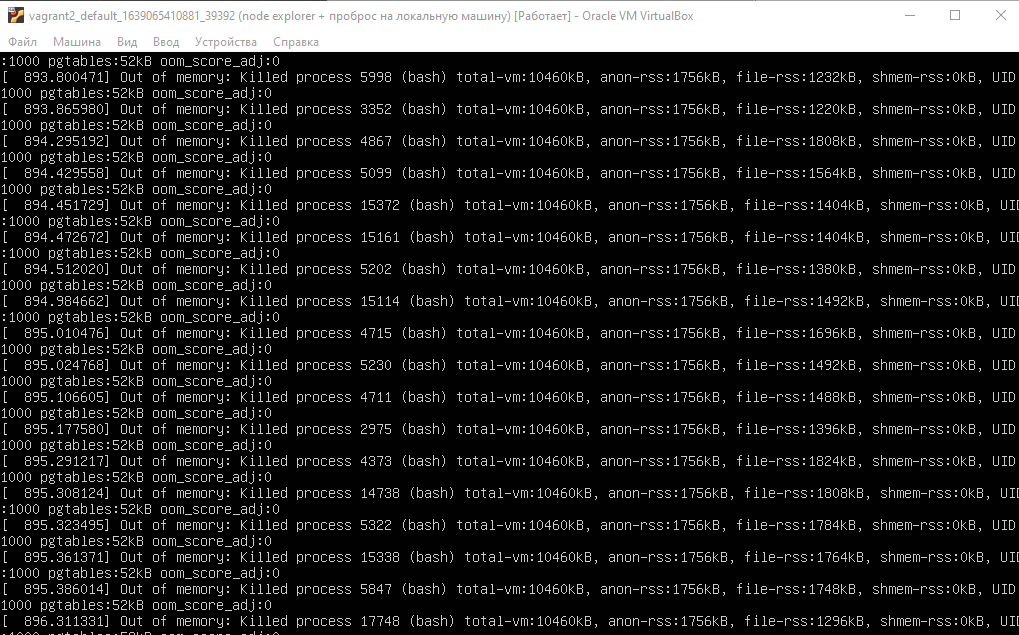 vagrant2_default_1639065410881_39392 (node explorer + проброс на локальную машину) [Работает] - Oracle VM VirtualBox
Файл Машина Вид Ввод Устройства Справка
:1000 pgtables:52kB oom_score_adj:0
[  893.800471] Out of memory: Killed process 5998 (bash) total-vm:10460kB, anon-rss:1756kB, file-rss:1232kB, shmem-rss:0kB, UID
1000 pgtables:52kB oom_score_adj:0
[  893.865980] Out of memory: Killed process 3352 (bash) total-vm:10460kB, anon-rss:1756kB, file-rss:1220kB, shmem-rss:0kB, UID
1000 pgtables:52kB oom_score_adj:0
[  894.295192] Out of memory: Killed process 4867 (bash) total-vm:10460kB, anon-rss:1756kB, file-rss:1808kB, shmem-rss:0kB, UID
1000 pgtables:52kB oom_score_adj:0
[  894.429558] Out of memory: Killed process 5099 (bash) total-vm:10460kB, anon-rss:1756kB, file-rss:1564kB, shmem-rss:0kB, UID
1000 pgtables:52kB oom_score_adj:0
[  894.451729] Out of memory: Killed process 15372 (bash) total-vm:10460kB, anon-rss:1756kB, file-rss:1404kB, shmem-rss:0kB, UID
:1000 pgtables:52kB oom_score_adj:0
[  894.472672] Out of memory: Killed process 15161 (bash) total-vm:10460kB, anon-rss:1756kB, file-rss:1404kB, shmem-rss:0kB, UID
:1000 pgtables:52kB oom_score_adj:0
[  894.512020] Out of memory: Killed process 5202 (bash) total-vm:10460kB, anon-rss:1756kB, file-rss:1380kB, shmem-rss:0kB, UID
1000 pgtables:52kB oom_score_adj:0
[  894.984662] Out of memory: Killed process 15114 (bash) total-vm:10460kB, anon-rss:1756kB, file-rss:1492kB, shmem-rss:0kB, UID
:1000 pgtables:52kB oom_score_adj:0
[  895.010476] Out of memory: Killed process 4715 (bash) total-vm:10460kB, anon-rss:1756kB, file-rss:1696kB, shmem-rss:0kB, UID
1000 pgtables:52kB oom_score_adj:0
[  895.024768] Out of memory: Killed process 5230 (bash) total-vm:10460kB, anon-rss:1756kB, file-rss:1492kB, shmem-rss:0kB, UID
1000 pgtables:52kB oom_score_adj:0
[  895.106605] Out of memory: Killed process 4711 (bash) total-vm:10460kB, anon-rss:1756kB, file-rss:1488kB, shmem-rss:0kB, UID
1000 pgtables:52kB oom_score_adj:0
[  895.177580] Out of memory: Killed process 2975 (bash) total-vm:10460kB, anon-rss:1756kB, file-rss:1396kB, shmem-rss:0kB, UID
1000 pgtables:52kB oom_score_adj:0
[  895.291217] Out of memory: Killed process 4373 (bash) total-vm:10460kB, anon-rss:1756kB, file-rss:1824kB, shmem-rss:0kB, UID
1000 pgtables:52kB oom_score_adj:0
[  895.308124] Out of memory: Killed process 14738 (bash) total-vm:10460kB, anon-rss:1756kB, file-rss:1808kB, shmem-rss:0kB, UID
:1000 pgtables:52kB oom_score_adj:0
[  895.323495] Out of memory: Killed process 5322 (bash) total-vm:10460kB, anon-rss:1756kB, file-rss:1784kB, shmem-rss:0kB, UID
1000 pgtables:52kB oom_score_adj:0
[  895.361371] Out of memory: Killed process 15338 (bash) total-vm:10460kB, anon-rss:1756kB, file-rss:1764kB, shmem-rss:0kB, UID
:1000 pgtables:52kB oom_score_adj:0
[  895.386014] Out of memory: Killed process 5847 (bash) total-vm:10460kB, anon-rss:1756kB, file-rss:1748kB, shmem-rss:0kB, UID
1000 pgtables:52kB oom_score_adj:0
[  896.311331] Out of memory: Killed process 17748 (bash) total-vm:10460kB, anon-rss:1756kB, file-rss:1296kB, shmem-rss:0kB, UID